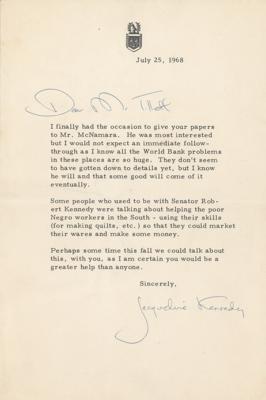 July 25, 1968
Dear Mr.
I finally had the occasion to give your papers
to Mr. McNamara. He was most interested
but I would not expect an immediate follow-
through as I know all the World Bank problems
in these places are so huge. They don't seem
to have gotten down to details yet, but I know
he will and that some good will come of it
eventually.
Some people who used to be with Senator Rob-
ert Kennedy were talking about helping the poor
Negro workers in the South - using their skills
(for making quilts, etc.) so that they could market
their wares and make some money.
Perhaps some time this fall we could talk about
this, with you, as I am certain you would be a
greater help than anyone.
Sincerely,
Jacqueline Kennedy